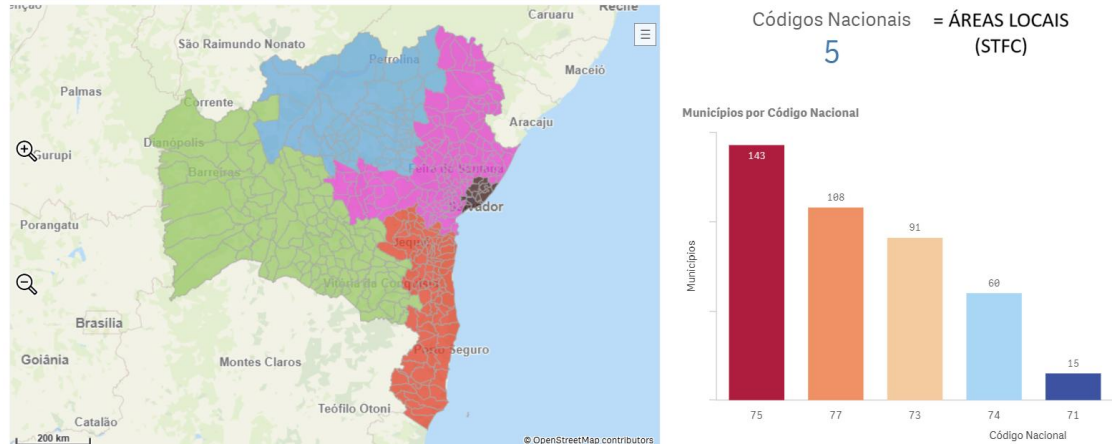 Recife
Caruaru
São Raimundo Nonato
Petrolina
Maceió
Palmas
Corrente
Aracaju
Dianópolis
Gurupi
Barreiras
Feira de Santana
Salvador
Porangatu
Jequié
Vitória da Conquista
Brasília
Porto Seguro
Goiânia
Montes Claros
Teófilo Otoni
Catalão
200 km
© OpenStreetMap contributors
Códigos Nacionais
5
= ÁREAS LOCAIS
(STFC)
Municípios por Código Nacional
143
108
91
60
15
Municípios
75 77 73 74 71
Código Nacional